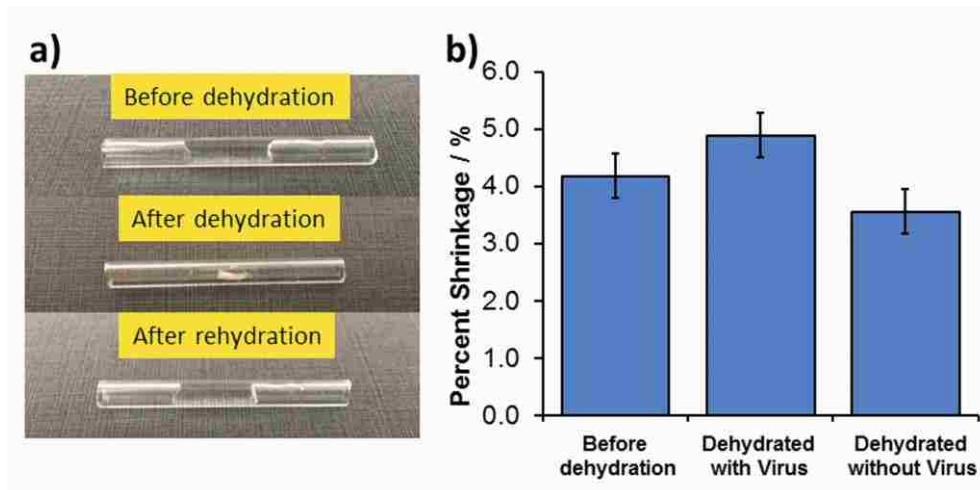 a)
Before dehydration
After dehydration
After rehydration
b)
Percent Shrinkage / %
6.0
5.0
4.0
3.0
2.0
1.0
0.0
Before
dehydration
Dehydrated
with Virus
Dehydrated
without Virus